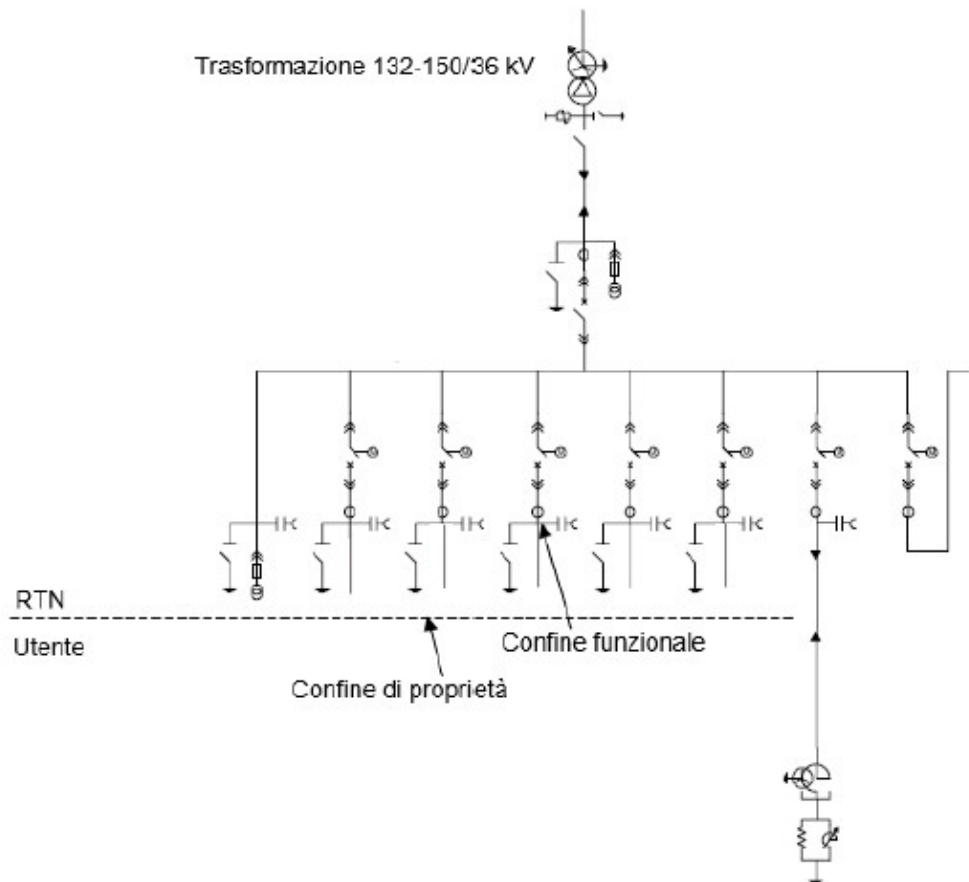 Trasformazione 132-150/36 kV
RTN
Utente
Confine funzionale
Confine di proprietà